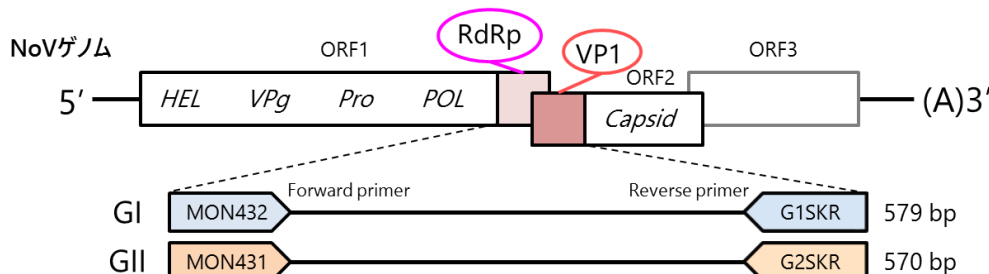 NoVゲノム
ORF1
RdRp
VP1
ORF2
ORF3
5′
HEL VPg Pro POL
Capsid
(A)3′
Forward primer
Reverse primer
GI MON432 G1SKR 579 bp
GII MON431 G2SKR 570 bp